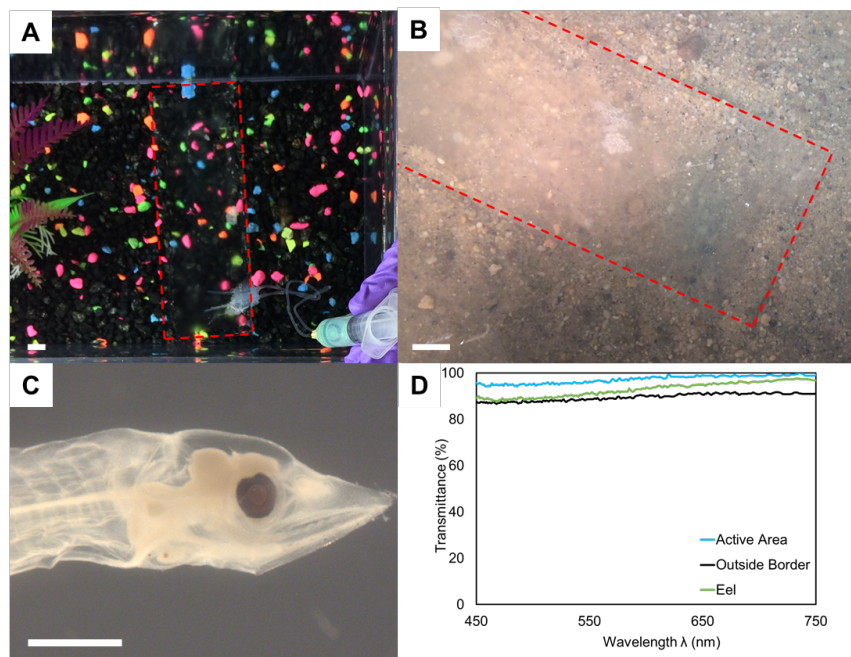 A
B
C
D
100
80
60
40
20
0
Transmittance (%)
Active Area
Outside Border
Eel
450
550
650
750
Wavelength λ (nm)